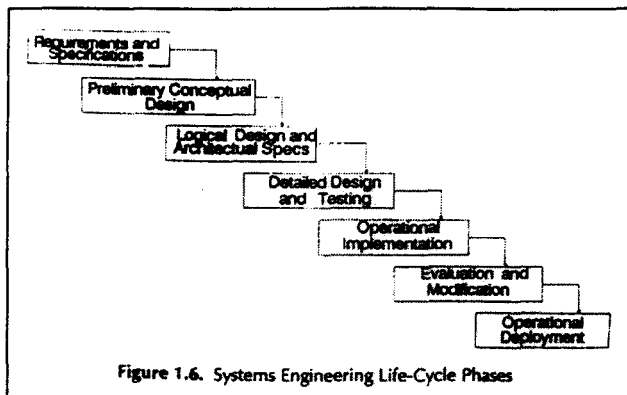 Requirements and
Specifications
Preliminary Conceptual
Design
Logical Design and
Architectual Specs
Detailed Design
and Testing
Operational
Implementation
Evaluation and
Modification
Operational
Deployment
Figure 1.6. Systems Engineering Life-Cycle Phases